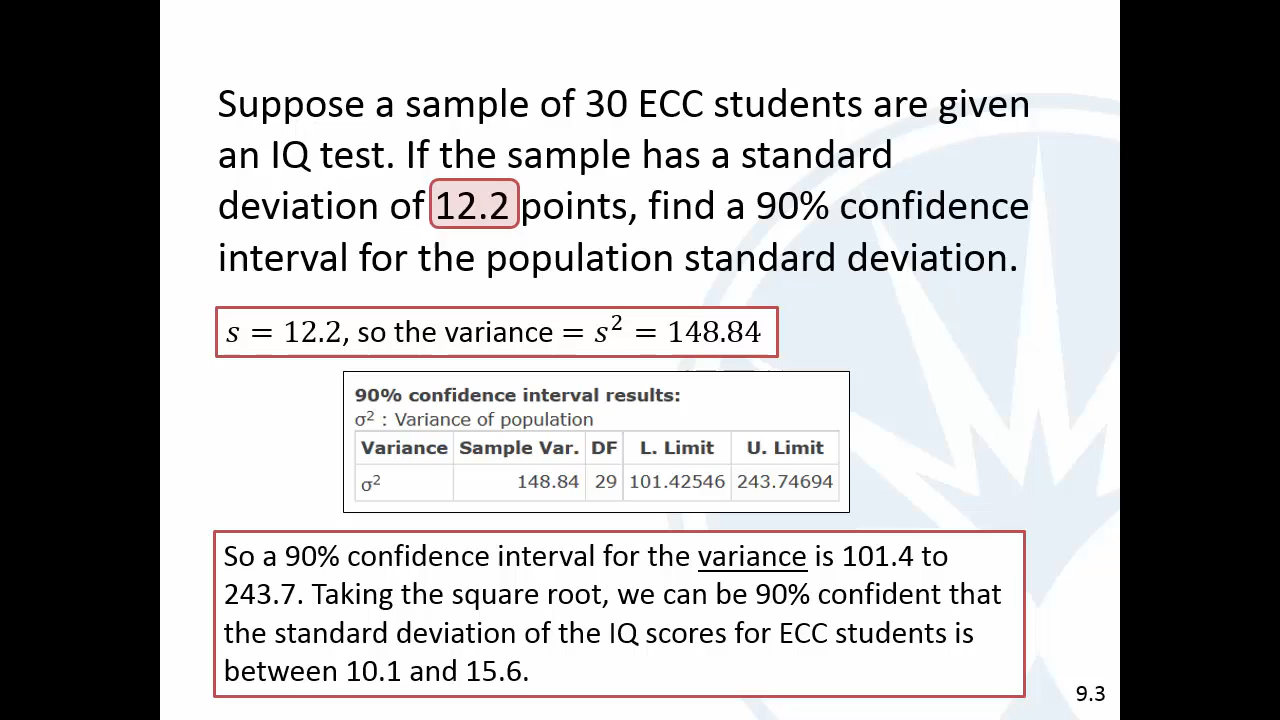 Suppose a sample of 30 ECC students are given
an IQ test. If the sample has a standard
deviation of 12.2 points, find a 90% confidence
interval for the population standard deviation.
s = 12.2, so the variance = s² = 148.84
90% confidence interval results:
σ² : Variance of population
Variance Sample Var. DF L. Limit U. Limit
σ² 148.84 29 101.42546 243.74694
So a 90% confidence interval for the variance is 101.4 to
243.7. Taking the square root, we can be 90% confident that
the standard deviation of the IQ scores for ECC students is
between 10.1 and 15.6.
9.3